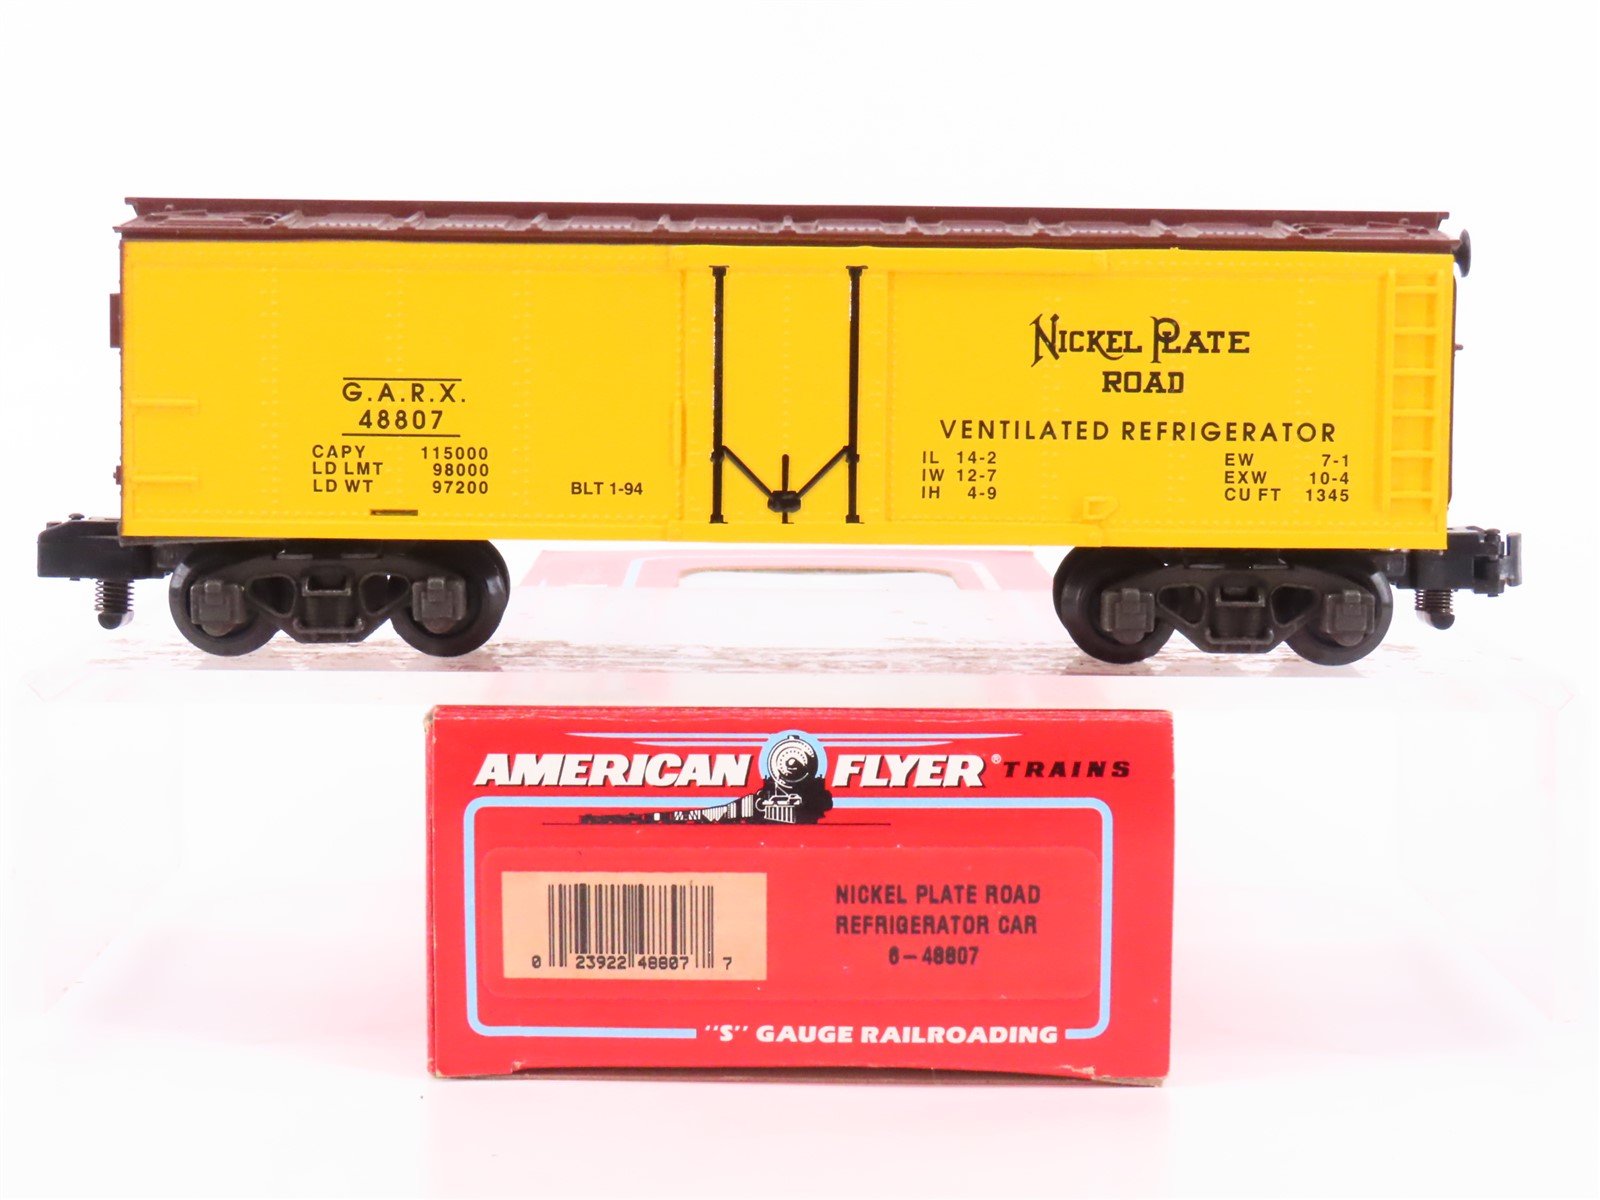 G.A.R.X.
48807
CAPY 115000
LD LMT 98000
LD WT 97200
BLT 1-94
NICKEL PLATE
ROAD
VENTILATED REFRIGERATOR
IL 14-2 EW 7-1
IW 12-7 EXW 10-4
IH 4-9 CU FT 1345
AMERICAN FLYER® TRAINS
NICKEL PLATE ROAD
REFRIGERATOR CAR
6-48807
0 23922 48807 7
"S" GAUGE RAILROADING